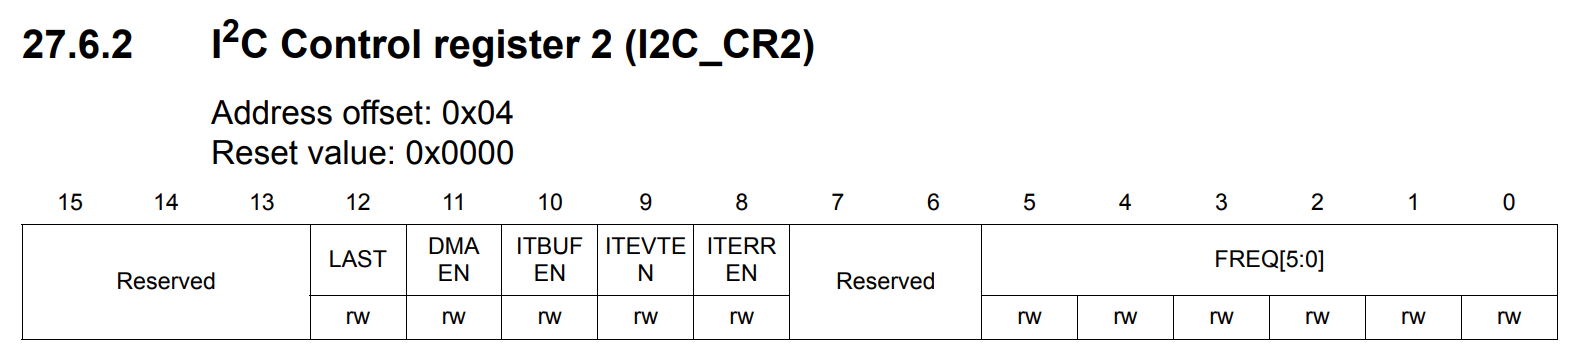 27.6.2 I2C Control register 2 (I2C_CR2)
Address offset: 0x04
Reset value: 0x0000
15 14 13 12 11 10 9 8 7 6 5 4 3 2 1 0
Reserved LAST DMA EN ITBUF EN ITEVTE N ITERR EN Reserved FREQ[5:0]
rw rw rw rw rw rw rw rw rw rw rw